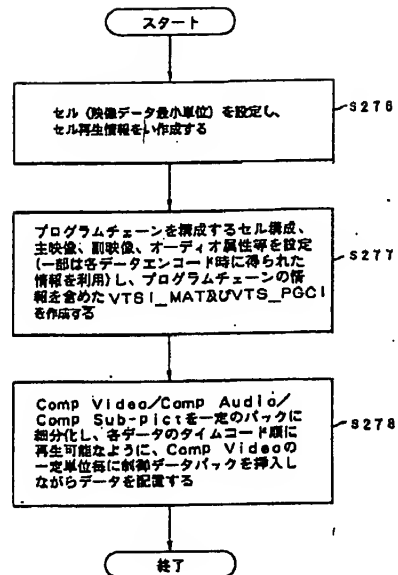 スタート
セル（映像データ最小単位）を設定し、
セル再生情報をい作成する
S276
プログラムチェーンを構成するセル構成、
主映像、副映像、オーディオ属性等を設定
(一部は各データエンコード時に得られた
情報を利用)し、プログラムチェーンの情
報を含めたVTSI_MAT及びVTS_PGCI
を作成する
S277
Comp Video/Comp Audio/
Comp Sub-pictを一定のパックに
細分化し、各データのタイムコード順に
再生可能なように、Comp Videoの
一定単位毎に制御データパックを挿入し
ながらデータを配置する
S278
終了